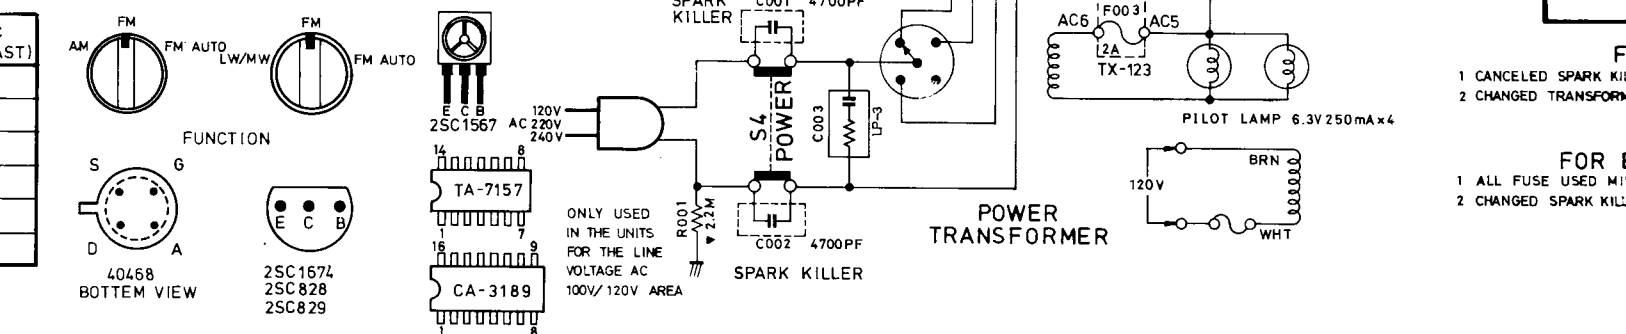 AST)
FM
AM
FM AUTO
FM
LW/MW
FM AUTO
FUNCTION
S
G
D
A
40468
BOTTEM VIEW
E C B
2SC1674
2SC828
2SC829
E C B
2SC1567
14 8
TA-7157
1 7
16 9
CA-3189
1 8
120V
AC 220V
240V
ONLY USED
IN THE UNITS
FOR THE LINE
VOLTAGE AC
100V/120V AREA
R001
2.2M
SPARK
KILLER
C001 4700PF
S4
POWER
C003
LP-3
C002 4700PF
SPARK KILLER
POWER
TRANSFORMER
F003
AC6 AC5
2A
TX-123
PILOT LAMP 6.3V 250mA×4
120V
BRN
WHT
1 CANCELED SPARK
2 CHANGED
FOR
1 ALL FUSE USED
2 CHANGED SPARK